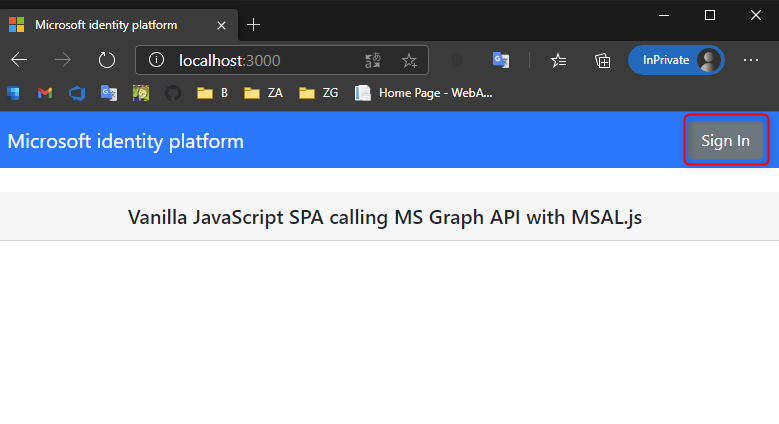 Microsoft identity platform
localhost:3000
InPrivate
B ZA ZG Home Page - WebA...
Microsoft identity platform Sign In
Vanilla JavaScript SPA calling MS Graph API with MSAL.js